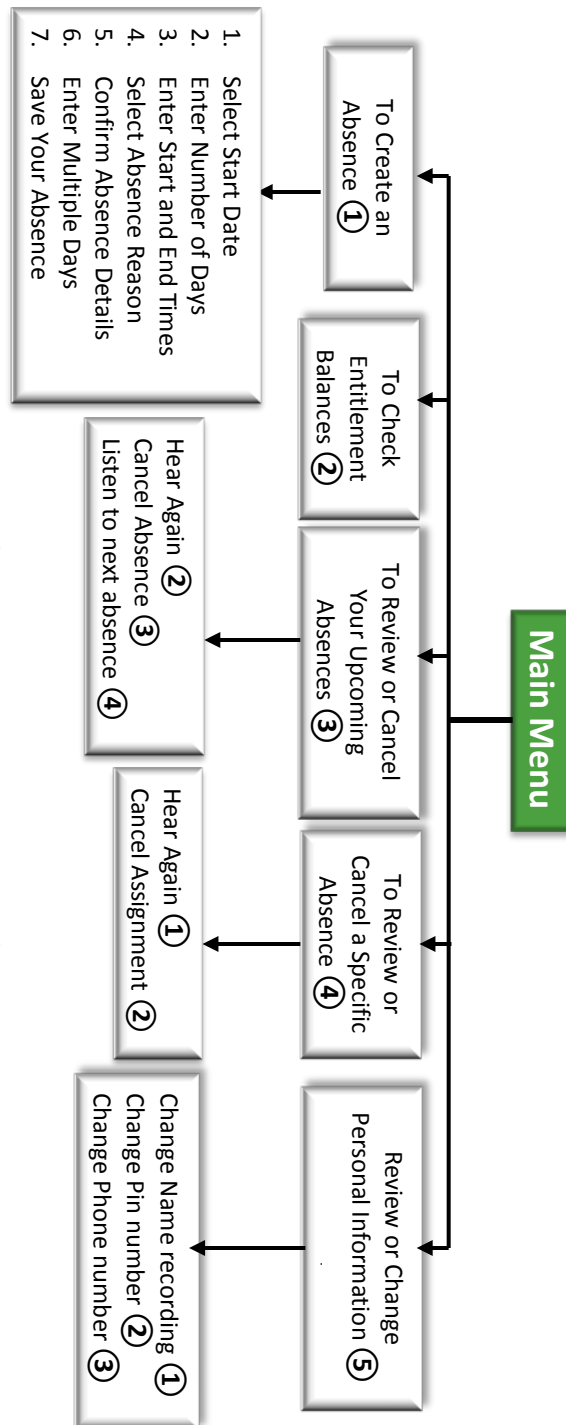 Main Menu
To Create an
Absence ①
1. Select Start Date
2. Enter Number of Days
3. Enter Start and End Times
4. Select Absence Reason
5. Confirm Absence Details
6. Enter Multiple Days
7. Save Your Absence
To Check
Entitlement
Balances ②
To Review or Cancel
Your Upcoming
Absences ③
Hear Again ②
Cancel Absence ③
Listen to next absence ④
To Review or
Cancel a Specific
Absence ④
Hear Again ①
Cancel Assignment ②
Review or Change
Personal Information ⑤
Change Name recording ①
Change Pin number ②
Change Phone number ③